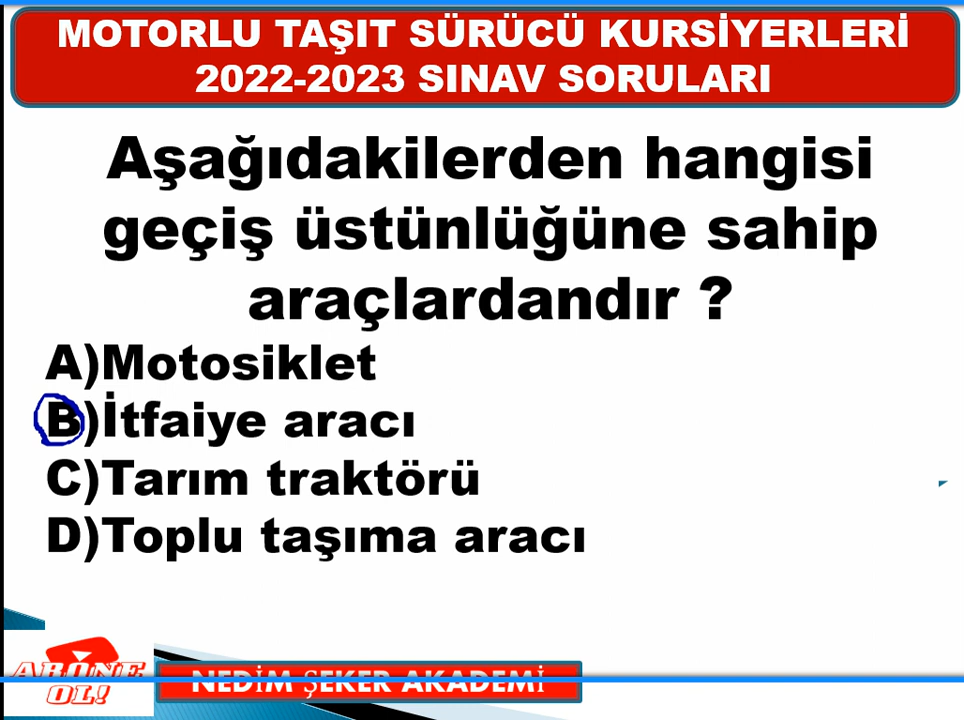 MOTORLU TAŞIT SÜRÜCÜ KURSİYERLERİ
2022-2023 SINAV SORULARI
Aşağıdakilerden hangisi
geçiş üstünlüğüne sahip
araçlardandır ?
A)Motosiklet
B)İtfaiye aracı
C)Tarım traktörü
D)Toplu taşıma aracı
ABONE
OL!
NEDİM ŞEKER AKADEMİ